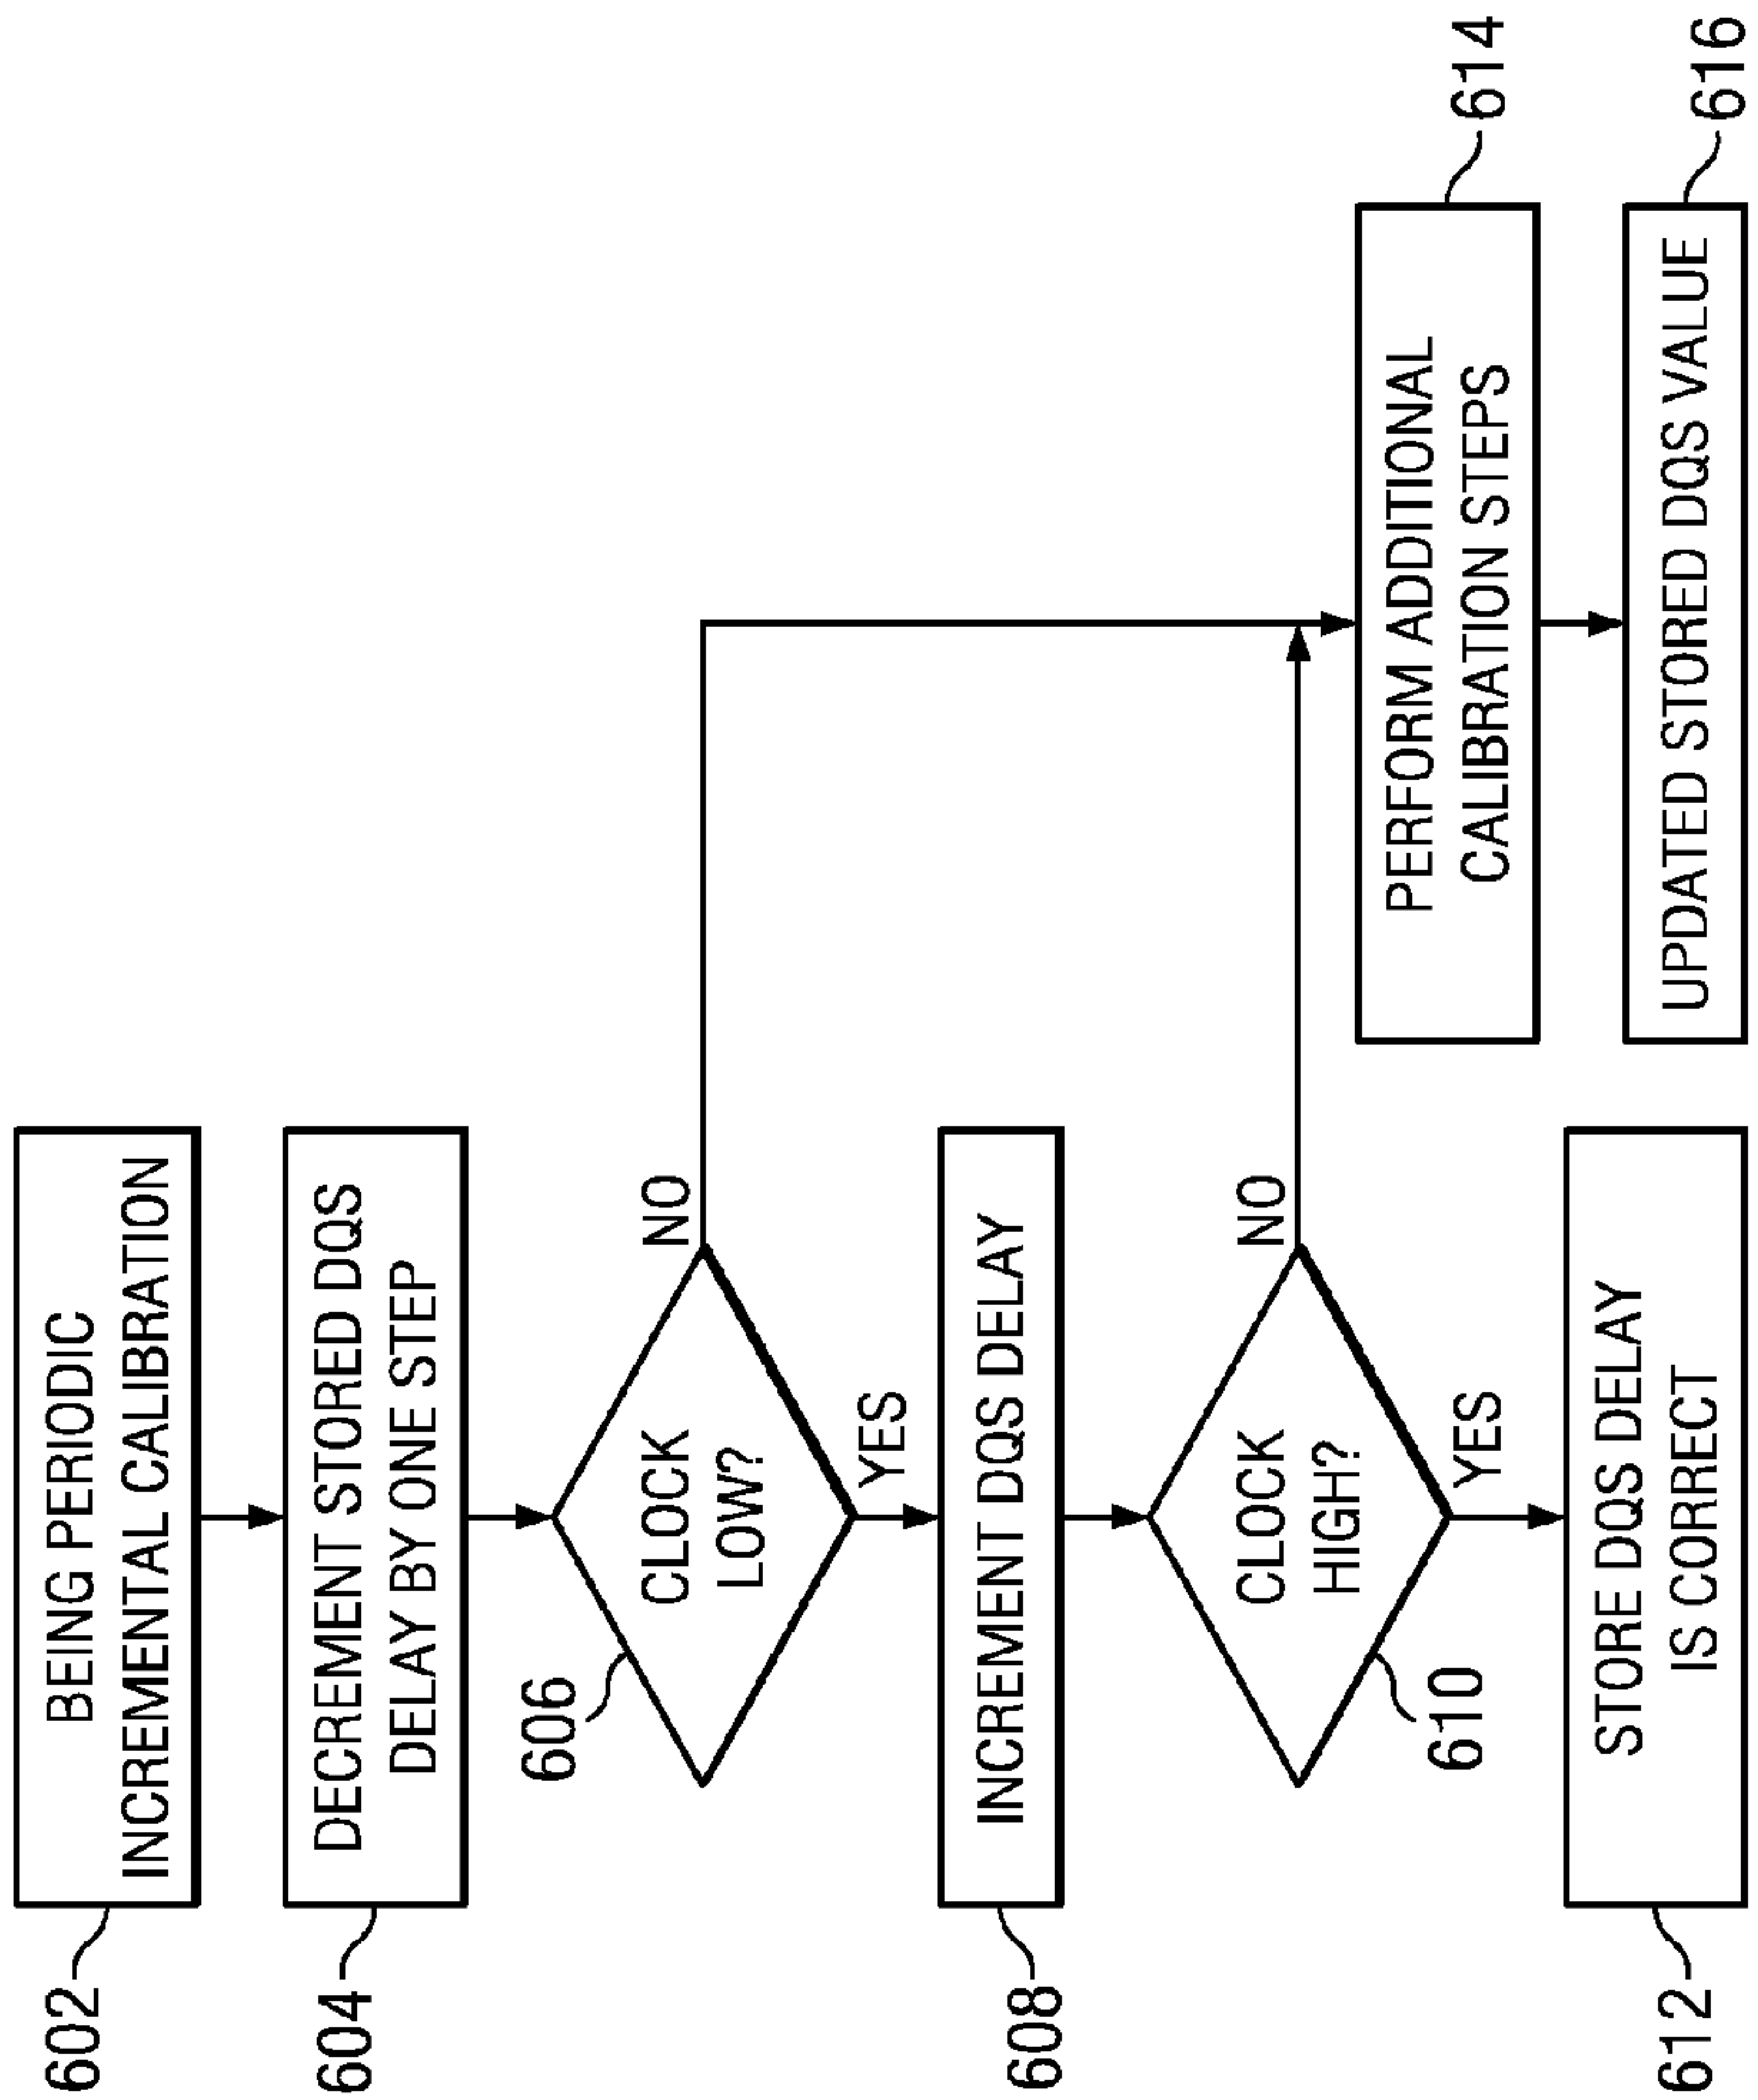 602
BEING PERIODIC
INCREMENTAL CALIBRATION
604
DECREMENT STORED DQS
DELAY BY ONE STEP
606
CLOCK
LOW?
NO
YES
608
INCREMENT DQS DELAY
610
CLOCK
HIGH?
NO
YES
612
STORE DQS DELAY
IS CORRECT
PERFORM ADDITIONAL
CALIBRATION STEPS
614
UPDATED STORED DQS VALUE
616